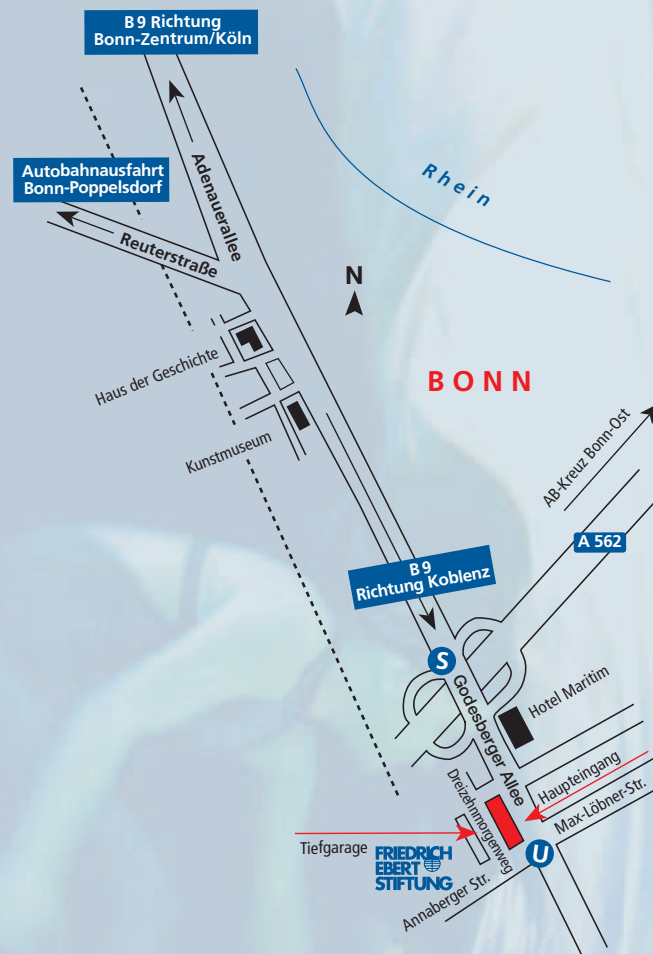 B 9 Richtung
Bonn-Zentrum/Köln
Autobahnausfahrt
Bonn-Poppelsdorf
Adenauerallee
Reuterstraße
Rhein
N
Haus der Geschichte
BONN
Kunstmuseum
AB-Kreuz Bonn-Ost
A 562
B 9
Richtung Koblenz
S
Godesberger Allee
Hotel Maritim
Haupteingang
Max-Löbner-Str.
Dreizehnmorgenweg
Tiefgarage
FRIEDRICH
EBERT
STIFTUNG
U
Annaberger Str.